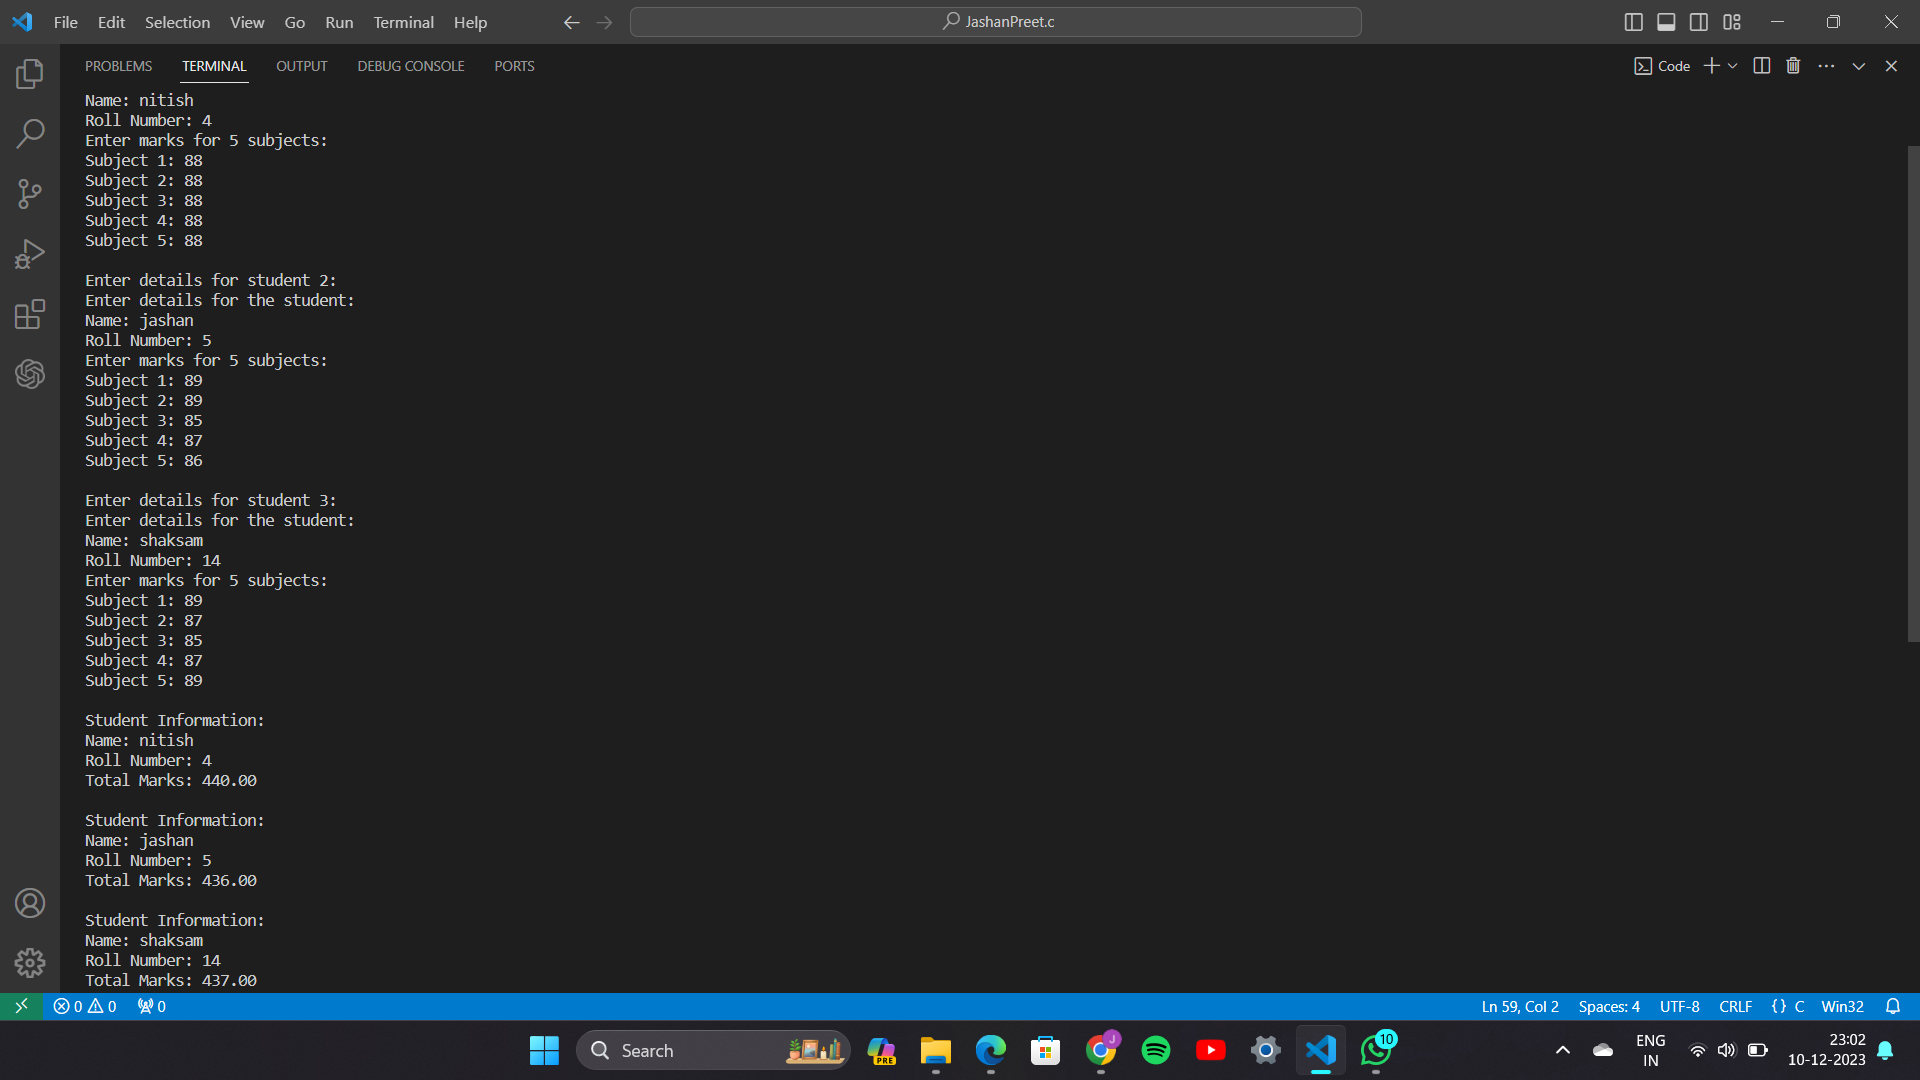 File Edit Selection View Go Run Terminal Help
JashanPreet.c
PROBLEMS TERMINAL OUTPUT DEBUG CONSOLE PORTS
Code
Name: nitish
Roll Number: 4
Enter marks for 5 subjects:
Subject 1: 88
Subject 2: 88
Subject 3: 88
Subject 4: 88
Subject 5: 88
Enter details for student 2:
Enter details for the student:
Name: jashan
Roll Number: 5
Enter marks for 5 subjects:
Subject 1: 89
Subject 2: 89
Subject 3: 85
Subject 4: 87
Subject 5: 86
Enter details for student 3:
Enter details for the student:
Name: shaksam
Roll Number: 14
Enter marks for 5 subjects:
Subject 1: 89
Subject 2: 87
Subject 3: 85
Subject 4: 87
Subject 5: 89
Student Information:
Name: nitish
Roll Number: 4
Total Marks: 440.00
Student Information:
Name: jashan
Roll Number: 5
Total Marks: 436.00
Student Information:
Name: shaksam
Roll Number: 14
Total Marks: 437.00
0 0 0 Ln 59, Col 2 Spaces: 4 UTF-8 CRLF {} C Win32
Search
PRE
J
10
ENG
IN
23:02
10-12-2023